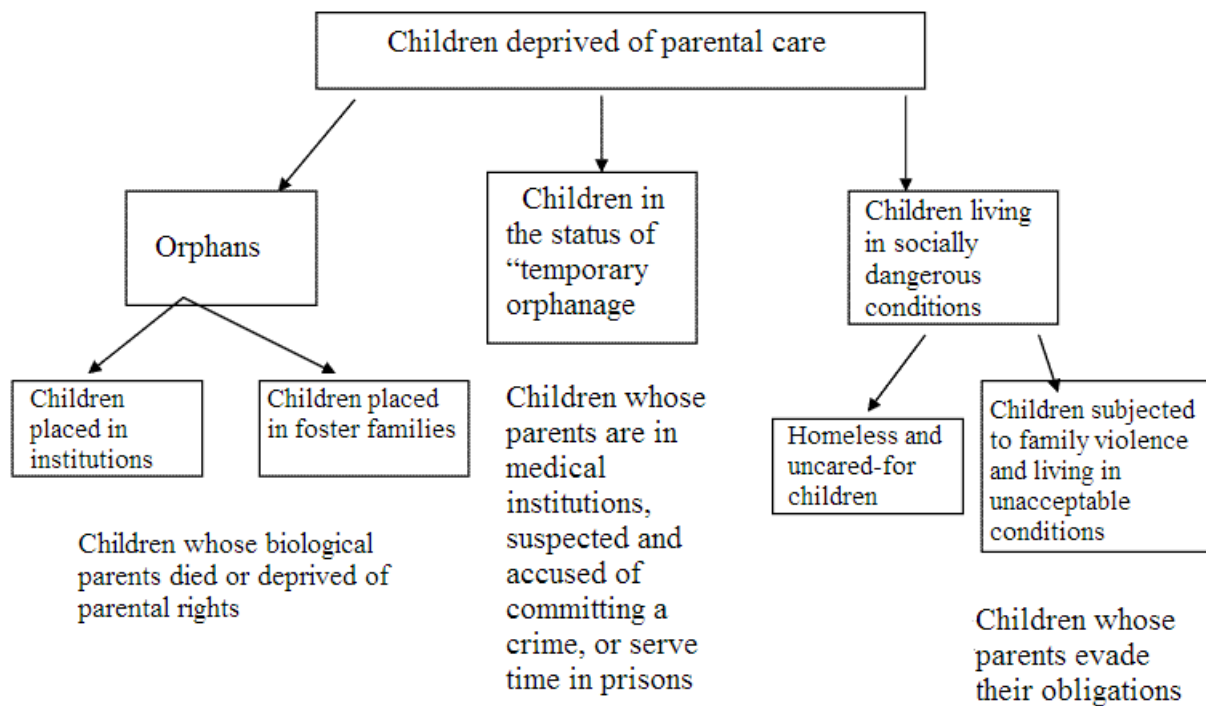 Children deprived of parental care
Orphans
Children in
the status of
“temporary
orphanage
Children living
in socially
dangerous
conditions
Children
placed in
institutions
Children placed
in foster families
Children whose biological
parents died or deprived of
parental rights
Children whose
parents are in
medical
institutions,
suspected and
accused of
committing a
crime, or serve
time in prisons
Homeless and
uncared-for
children
Children subjected
to family violence
and living in
unacceptable
conditions
Children whose
parents evade
their obligations